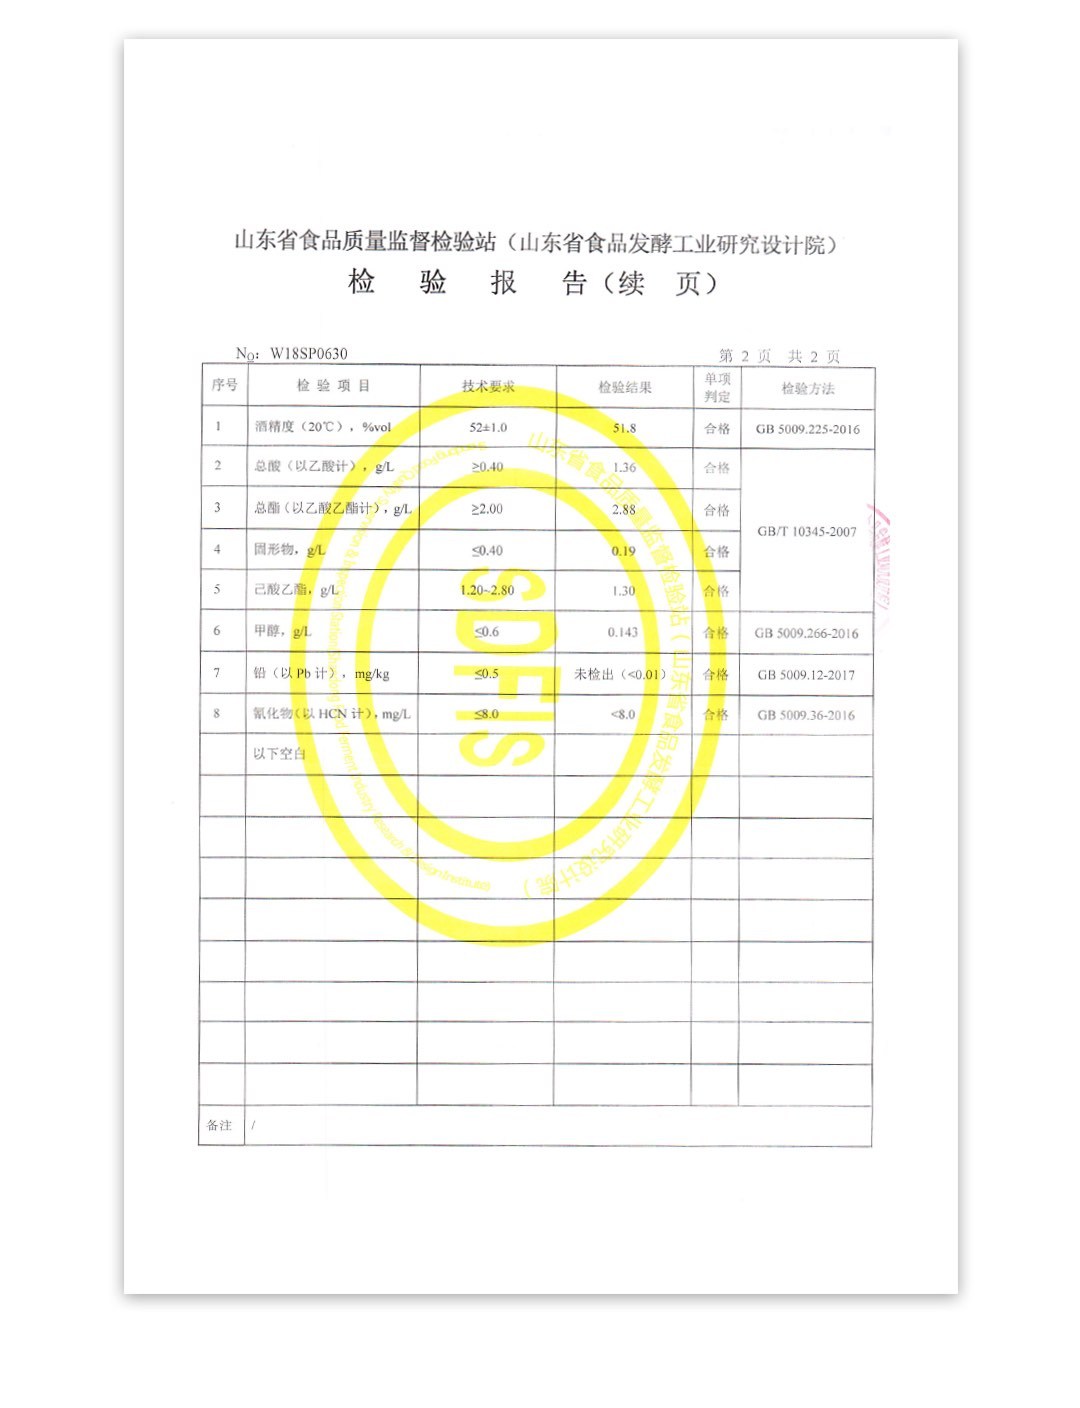 山东省食品质量监督检验站（山东省食品发酵工业研究设计院）
检 验 报 告（续 页）
№：W18SP0630
第 2 页 共 2 页
序号 检 验 项 目 技术要求 检验结果 单项判定 检验方法
1 酒精度（20℃），%vol 52±1.0 51.8 合格 GB 5009.225-2016
2 总酸（以乙酸计），g/L ≥0.40 1.36 合格
3 总酯（以乙酸乙酯计），g/L ≥2.00 2.88 合格
GB/T 10345-2007
4 固形物，g/L ≤0.40 0.19 合格
5 己酸乙酯，g/L 1.20~2.80 1.30 合格
6 甲醇，g/L ≤0.6 0.143 合格 GB 5009.266-2016
7 铅（以 Pb 计），mg/kg ≤0.5 未检出（<0.01） 合格 GB 5009.12-2017
8 氰化物（以 HCN 计），mg/L ≤8.0 <8.0 合格 GB 5009.36-2016
以下空白
备注 /
SDFIS
山东省食品质量监督检验站（山东省食品发酵工业研究设计院）